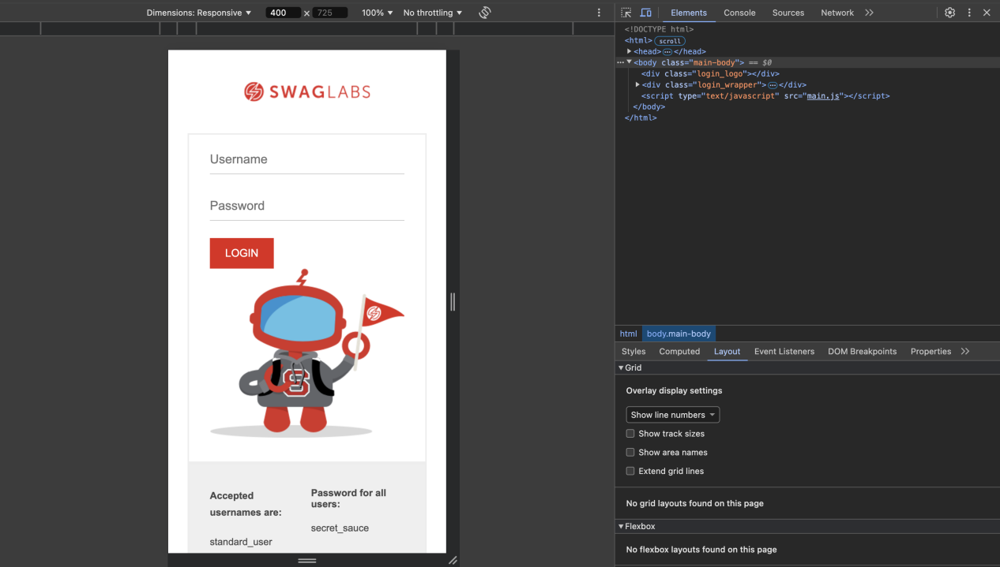 Dimensions: Responsive ▼ 400 x 725 100% ▼ No throttling ▼
Elements Console Sources Network
<!DOCTYPE html>
<html> scroll
<head> ⋯ </head>
<body class="main-body"> == $0
<div class="login_logo"></div>
<div class="login_wrapper"> ⋯ </div>
<script type="text/javascript" src="main.js"></script>
</body>
</html>
SWAGLABS
Username
Password
LOGIN
S
Accepted
usernames are:
standard_user
Password for all
users:
secret_sauce
html body.main-body
Styles Computed Layout Event Listeners DOM Breakpoints Properties
Grid
Overlay display settings
Show line numbers
Show track sizes
Show area names
Extend grid lines
No grid layouts found on this page
Flexbox
No flexbox layouts found on this page